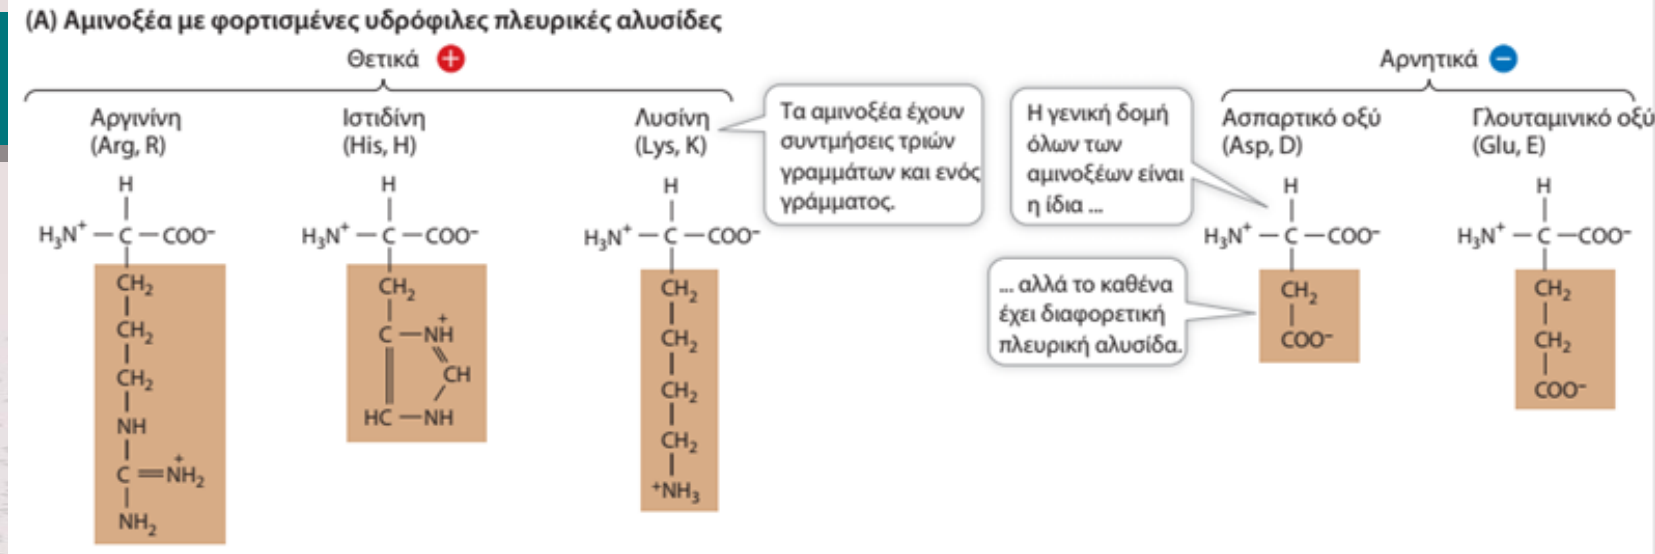 (Α) Αμινοξέα με φορτισμένες υδρόφιλες πλευρικές αλυσίδες
Θετικά +
Αργινίνη
(Arg, R)
H
H₃N⁺ — C — COO⁻
CH₂
CH₂
CH₂
NH
C = NH₂⁺
NH₂
Ιστιδίνη
(His, H)
H
H₃N⁺ — C — COO⁻
CH₂
C — NH⁺
CH
HC — NH
Λυσίνη
(Lys, K)
H
H₃N⁺ — C — COO⁻
CH₂
CH₂
CH₂
CH₂
⁺NH₃
Τα αμινοξέα έχουν
συντμήσεις τριών
γραμμάτων και ενός
γράμματος.
Αρνητικά −
Η γενική δομή
όλων των
αμινοξέων είναι
η ίδια ...
... αλλά το καθένα
έχει διαφορετική
πλευρική αλυσίδα.
Ασπαρτικό οξύ
(Asp, D)
H
H₃N⁺ — C — COO⁻
CH₂
COO⁻
Γλουταμινικό οξύ
(Glu, E)
H
H₃N⁺ — C — COO⁻
CH₂
CH₂
COO⁻